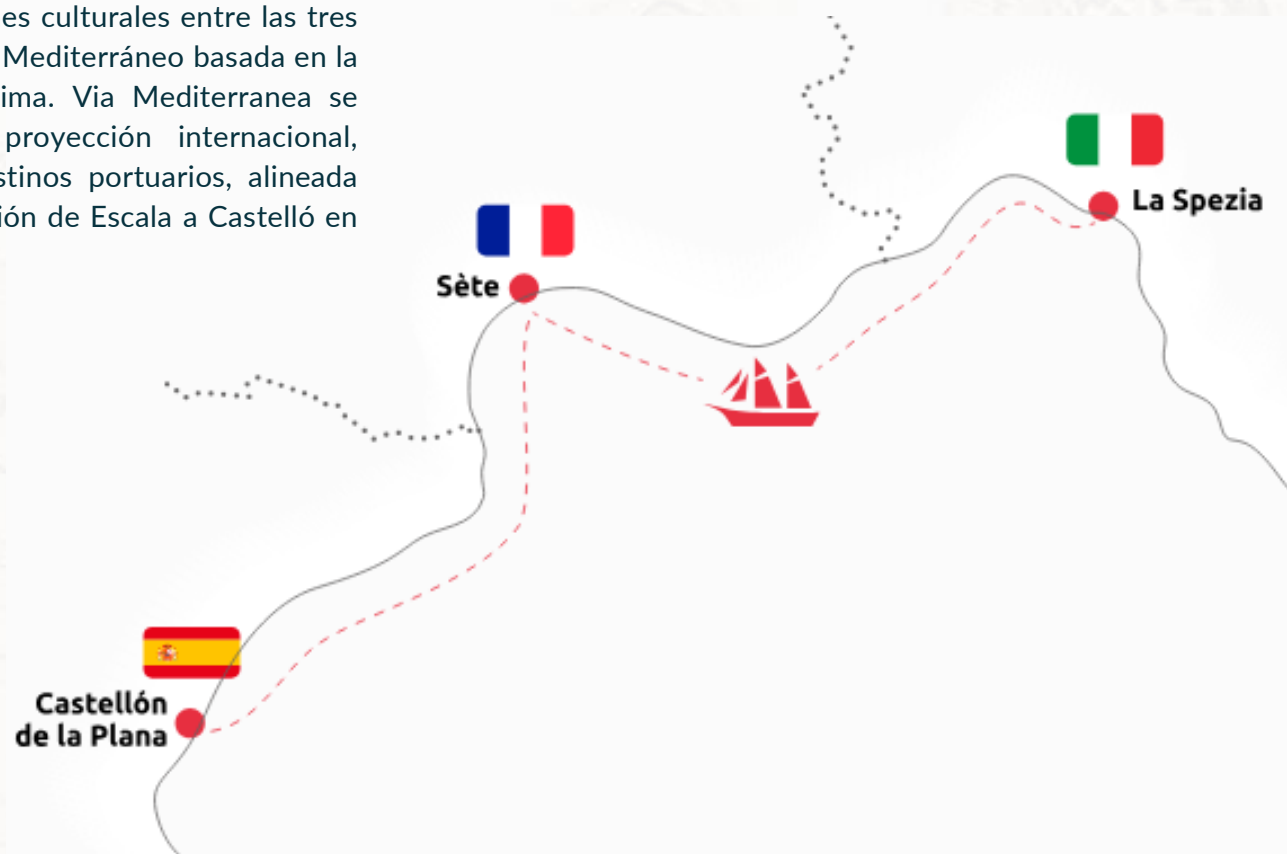 es culturales entre las tres
Mediterráneo basada en la
ima. Via Mediterranea se
proyección internacional,
stinos portuarios, alineada
ión de Escala a Castelló en
La Spezia
Sète
Castellón
de la Plana